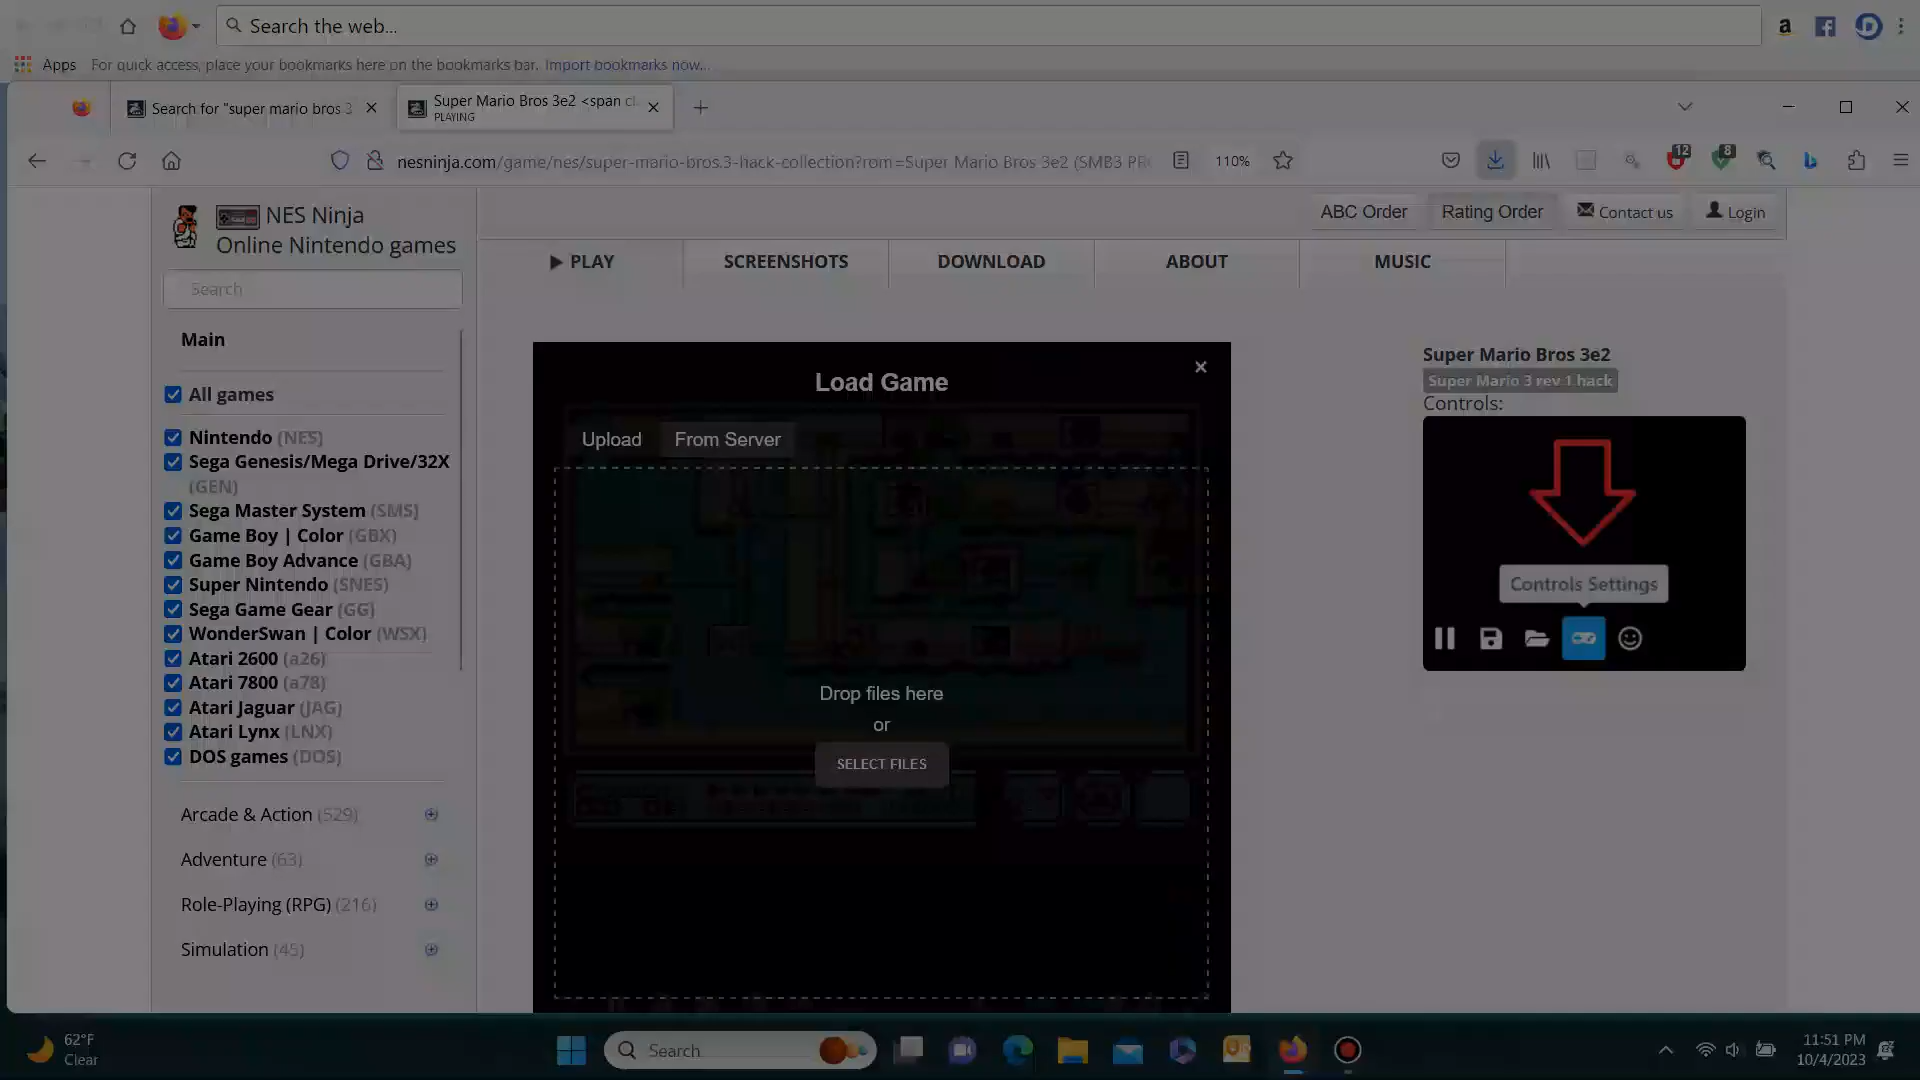 Search the web...
Apps For quick access, place your bookmarks here on the bookmarks bar. Import bookmarks now...
Search for "super mario bros 3
Super Mario Bros 3e2 <span cl
PLAYING
nesninja.com/game/nes/super-mario-bros.3-hack-collection?rom=Super Mario Bros 3e2 (SMB3 PR
110%
12
8
NES Ninja
Online Nintendo games
ABC Order
Rating Order
Contact us
Login
PLAY
SCREENSHOTS
DOWNLOAD
ABOUT
MUSIC
Search
Main
All games
Nintendo (NES)
Sega Genesis/Mega Drive/32X
(GEN)
Sega Master System (SMS)
Game Boy | Color (GBX)
Game Boy Advance (GBA)
Super Nintendo (SNES)
Sega Game Gear (GG)
WonderSwan | Color (WSX)
Atari 2600 (a26)
Atari 7800 (a78)
Atari Jaguar (JAG)
Atari Lynx (LNX)
DOS games (DOS)
Arcade & Action (529)
Adventure (63)
Role-Playing (RPG) (216)
Simulation (45)
Load Game
Upload
From Server
Drop files here
or
SELECT FILES
Super Mario Bros 3e2
Super Mario 3 rev 1 hack
Controls:
Controls Settings
62°F
Clear
Search
11:51 PM
10/4/2023